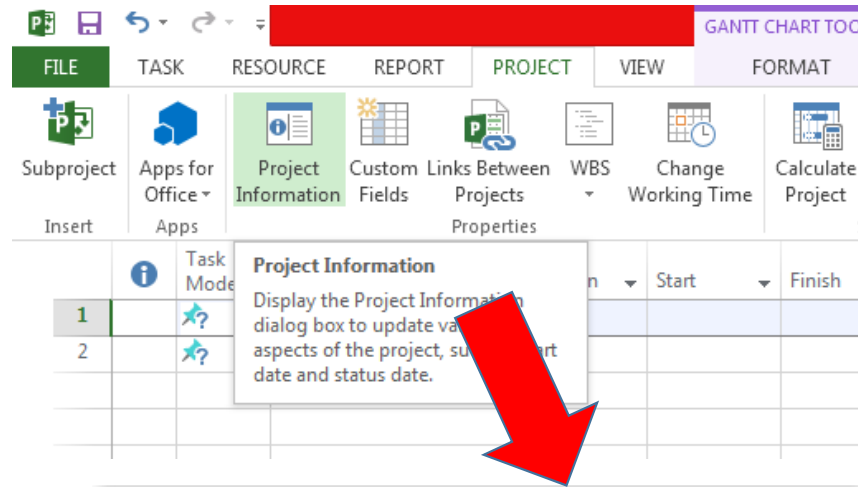 GANTT CHART TOO
FILE TASK RESOURCE REPORT PROJECT VIEW FORMAT
Subproject Apps for Office Project Information Custom Fields Links Between Projects WBS Change Working Time Calculate Project
Insert Apps Properties
Task Mode n Start Finish
Project Information
1 Display the Project Information
dialog box to update va
2 aspects of the project, su art
date and status date.